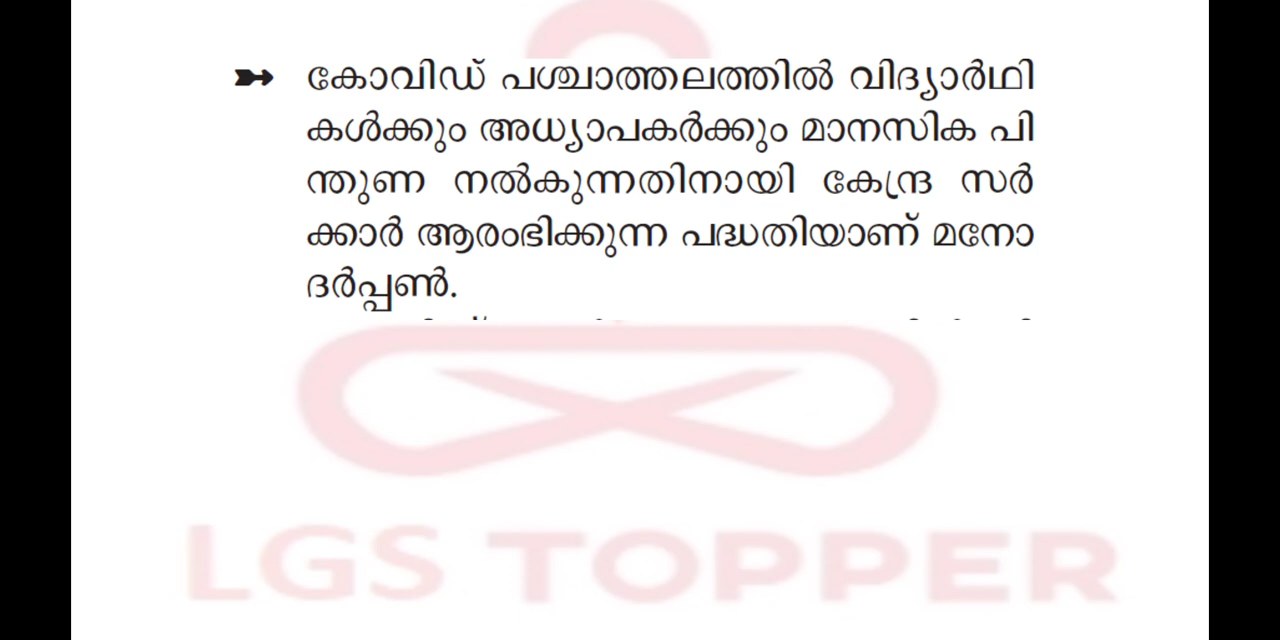 ➳ കോവിഡ് പശ്ചാത്തലത്തിൽ വിദ്യാർഥി
കൾക്കും അധ്യാപകർക്കും മാനസിക പി
ന്തുണ നൽകുന്നതിനായി കേന്ദ്ര സർ
ക്കാർ ആരംഭിക്കുന്ന പദ്ധതിയാണ് മനോ
ദർപ്പൺ.
LGS TOPPER